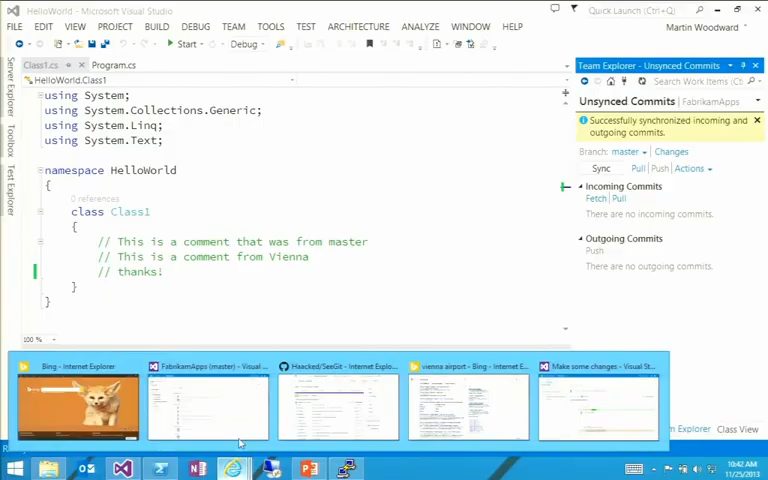 HelloWorld - Microsoft Visual Studio
Quick Launch (Ctrl+Q)
FILE EDIT VIEW PROJECT BUILD DEBUG TEAM TOOLS TEST ARCHITECTURE ANALYZE WINDOW HELP
Martin Woodward
Start Debug
Class1.cs Program.cs
HelloWorld.Class1
Server Explorer
Toolbox
Test Explorer
using System;
using System.Collections.Generic;
using System.Linq;
using System.Text;
namespace HelloWorld
{
0 references
class Class1
{
// This is a comment that was from master
// This is a comment from Vienna
// thanks!
}
}
100 %
Team Explorer - Unsynced Commits
Search Work Items (C
Unsynced Commits | FabrikamApps
Successfully synchronized incoming and
outgoing commits.
Branch: master Changes
Sync Pull Push Actions
Incoming Commits
Fetch Pull
There are no incoming commits.
Outgoing Commits
Push
There are no outgoing commits.
Bing - Internet Explorer
FabrikamApps (master) - Visual ...
Haacked/SeeGit - Internet Explo...
vienna airport - Bing - Internet E...
Make some changes - Visual St...
Explorer Class View
10:42 AM
11/25/2013